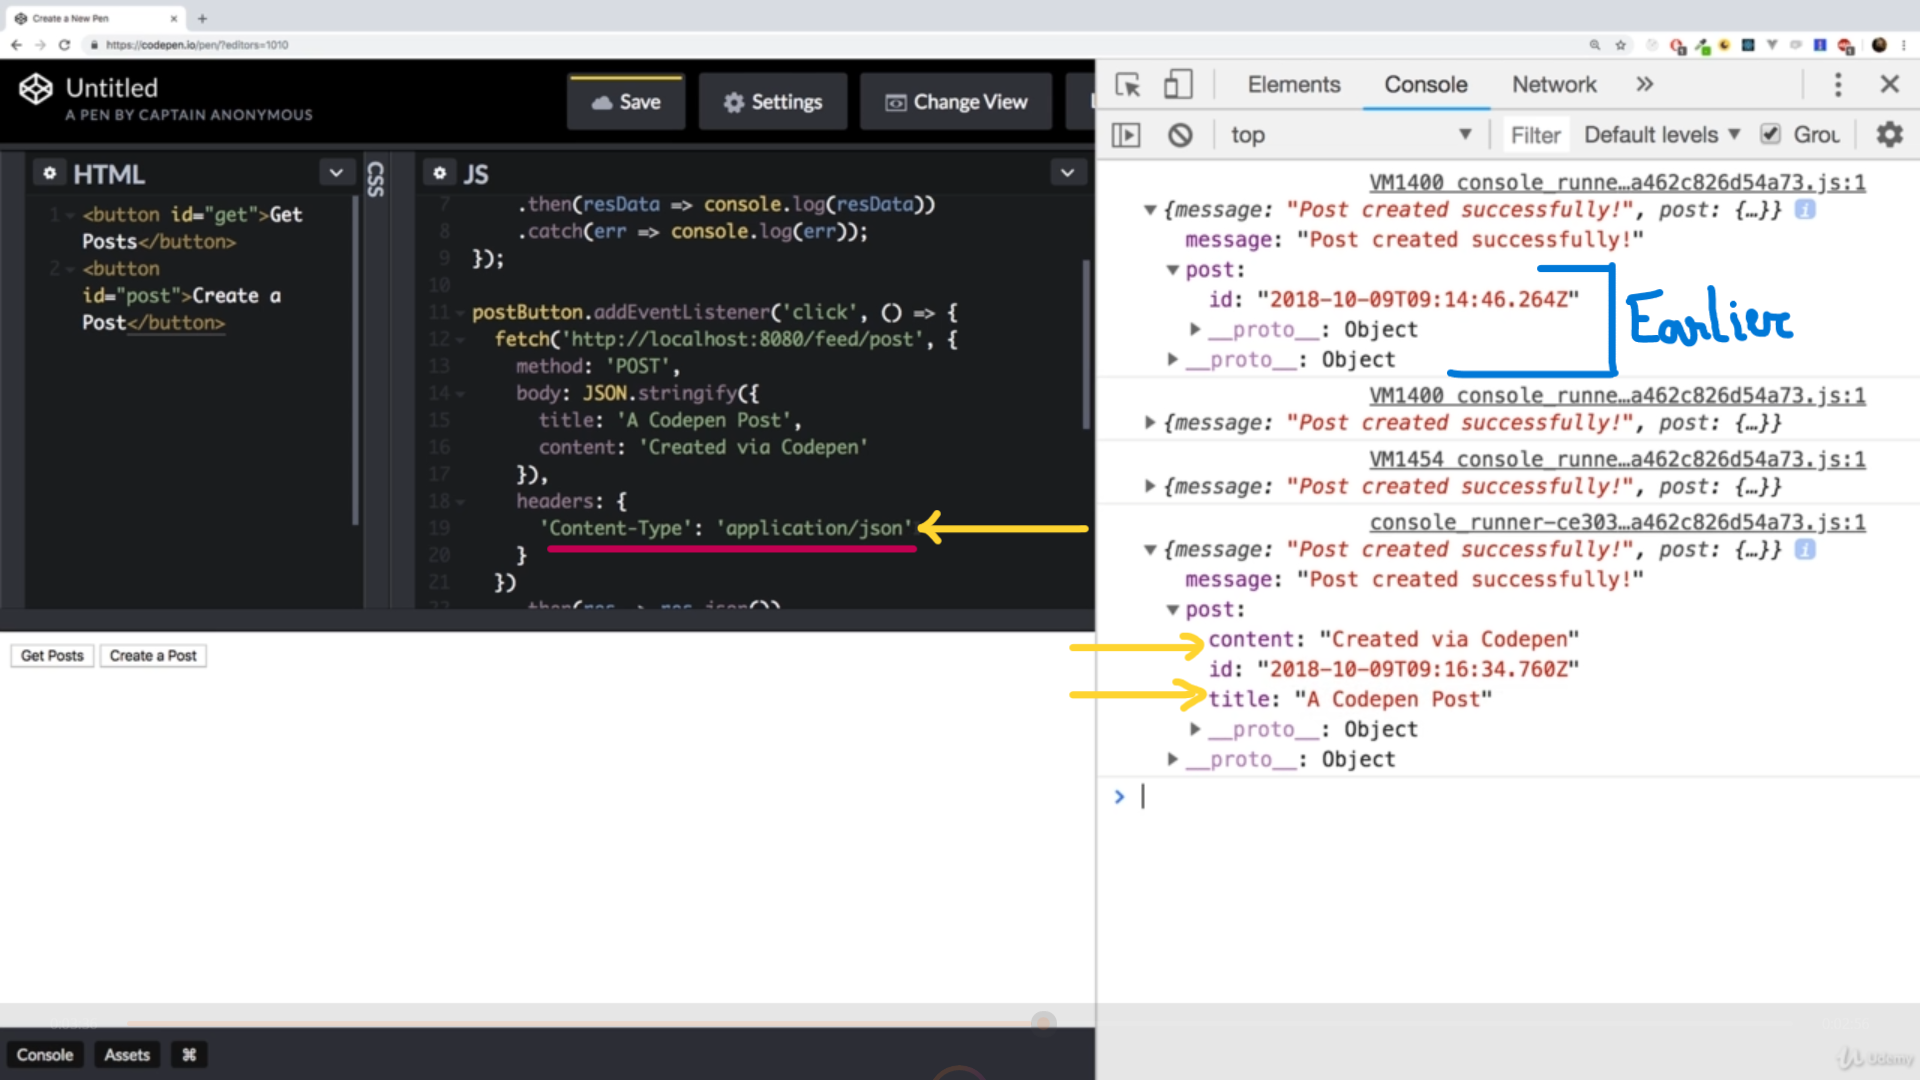 Create a New Pen
https://codepen.io/pen/?editors=1010
Untitled
A PEN BY CAPTAIN ANONYMOUS
Save
Settings
Change View
HTML
1 <button id="get">Get
Posts</button>
2 <button
id="post">Create a
Post</button>
CSS
JS
7 .then(resData => console.log(resData))
8 .catch(err => console.log(err));
9 });
10
11 postButton.addEventListener('click', () => {
12 fetch('http://localhost:8080/feed/post', {
13 method: 'POST',
14 body: JSON.stringify({
15 title: 'A Codepen Post',
16 content: 'Created via Codepen'
17 }),
18 headers: {
19 'Content-Type': 'application/json'
20 }
21 })
Get Posts
Create a Post
Console
Assets
⌘
Elements
Console
Network
top
Filter
Default levels
Grou
VM1400 console_runne…a462c826d54a73.js:1
{message: "Post created successfully!", post: {…}}
message: "Post created successfully!"
post:
id: "2018-10-09T09:14:46.264Z"
__proto__: Object
__proto__: Object
Earlier
VM1400 console_runne…a462c826d54a73.js:1
{message: "Post created successfully!", post: {…}}
VM1454 console_runne…a462c826d54a73.js:1
{message: "Post created successfully!", post: {…}}
console_runner-ce303…a462c826d54a73.js:1
{message: "Post created successfully!", post: {…}}
message: "Post created successfully!"
post:
content: "Created via Codepen"
id: "2018-10-09T09:16:34.760Z"
title: "A Codepen Post"
__proto__: Object
__proto__: Object
Udemy